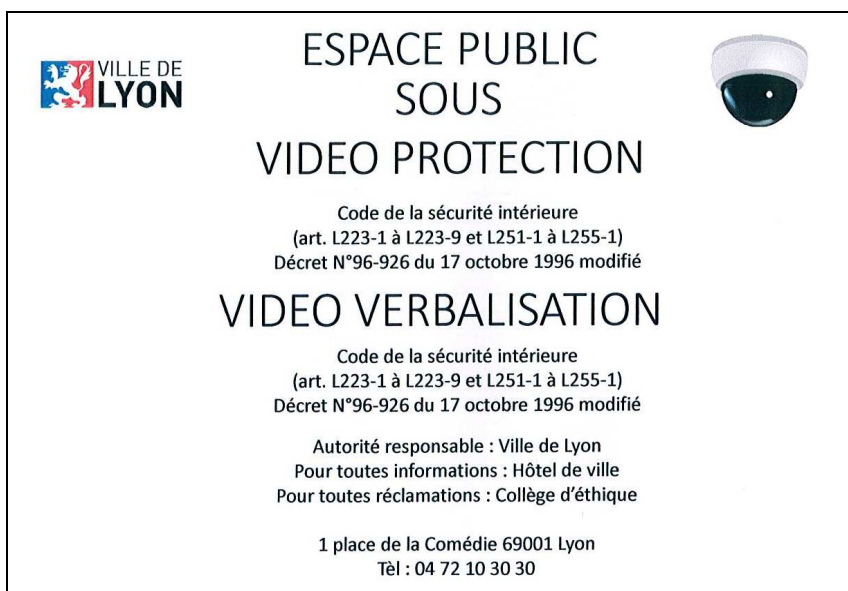 VILLE DE
LYON
ESPACE PUBLIC
SOUS
VIDEO PROTECTION
Code de la sécurité intérieure
(art. L223-1 à L223-9 et L251-1 à L255-1)
Décret N°96-926 du 17 octobre 1996 modifié
VIDEO VERBALISATION
Code de la sécurité intérieure
(art. L223-1 à L223-9 et L251-1 à L255-1)
Décret N°96-926 du 17 octobre 1996 modifié
Autorité responsable : Ville de Lyon
Pour toutes informations : Hôtel de ville
Pour toutes réclamations : Collège d'éthique
1 place de la Comédie 69001 Lyon
Tèl : 04 72 10 30 30